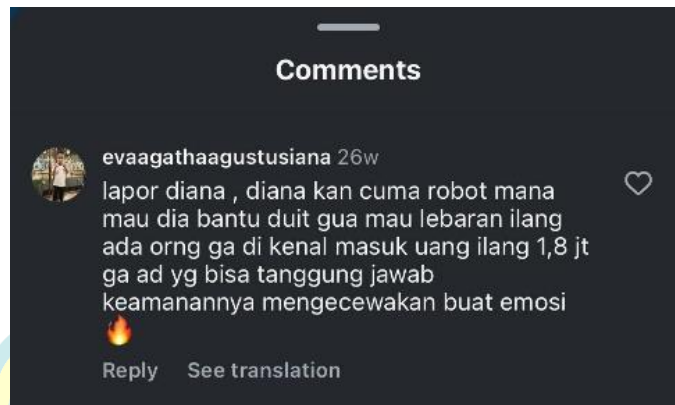 Comments
evaagathaagustusiana 26w
lapor diana , diana kan cuma robot mana
mau dia bantu duit gua mau lebaran ilang
ada orng ga di kenal masuk uang ilang 1,8 jt
ga ad yg bisa tanggung jawab
keamanannya mengecewakan buat emosi
🔥
Reply See translation